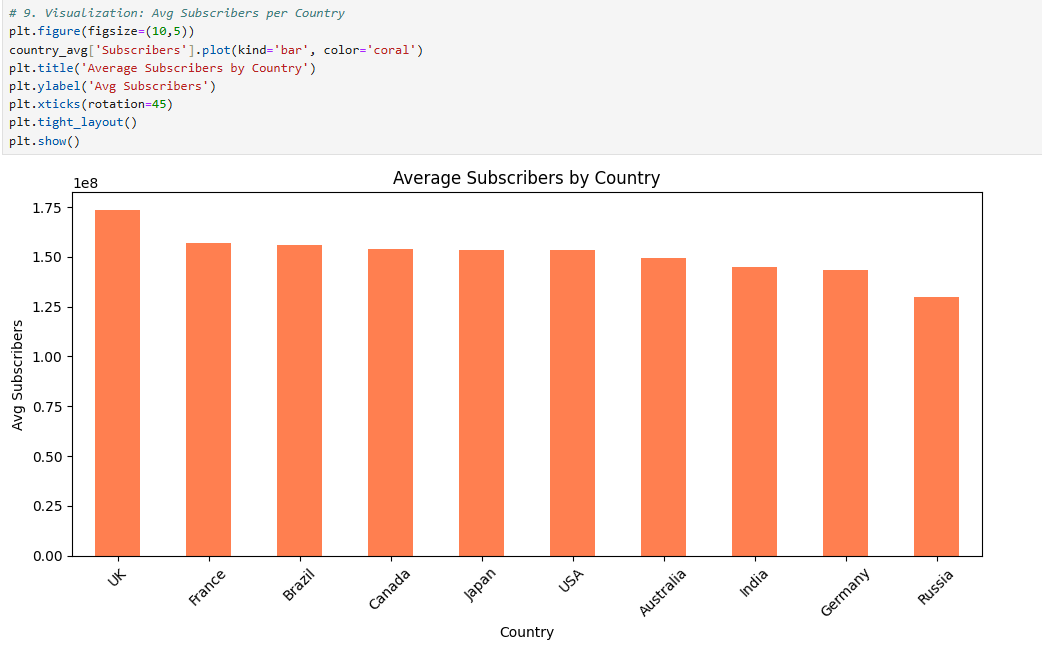 # 9. Visualization: Avg Subscribers per Country
plt.figure(figsize=(10,5))
country_avg['Subscribers'].plot(kind='bar', color='coral')
plt.title('Average Subscribers by Country')
plt.ylabel('Avg Subscribers')
plt.xticks(rotation=45)
plt.tight_layout()
plt.show()
Average Subscribers by Country
1e8
1.75
1.50
1.25
1.00
0.75
0.50
0.25
0.00
Avg Subscribers
UK
France
Brazil
Canada
Japan
USA
Australia
India
Germany
Russia
Country